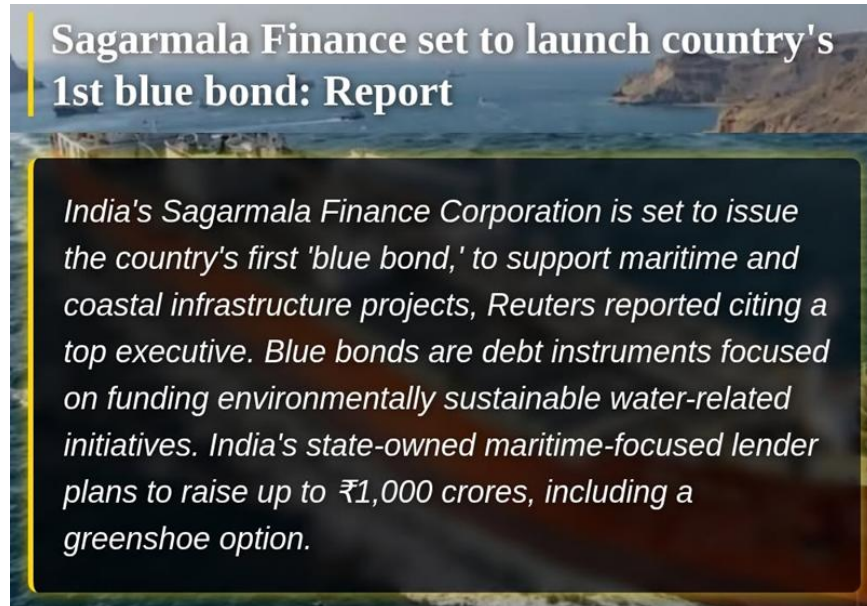 Sagarmala Finance set to launch country's
1st blue bond: Report
India's Sagarmala Finance Corporation is set to issue
the country's first 'blue bond,' to support maritime and
coastal infrastructure projects, Reuters reported citing a
top executive. Blue bonds are debt instruments focused
on funding environmentally sustainable water-related
initiatives. India's state-owned maritime-focused lender
plans to raise up to ₹1,000 crores, including a
greenshoe option.